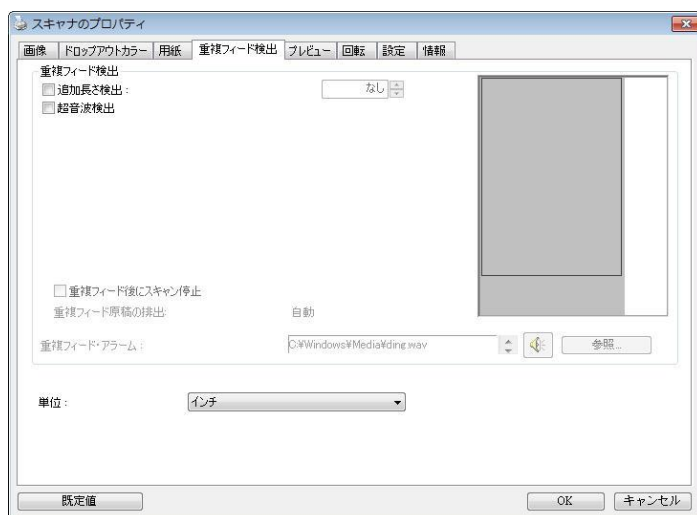 スキャナのプロパティ
画像 ドロップアウトカラー 用紙 重複フィード検出 プレビュー 回転 設定 情報
重複フィード検出
追加長さ検出 : なし
超音波検出
重複フィード後にスキャン停止
重複フィード原稿の排出: 自動
重複フィード・アラーム : C:¥Windows¥Media¥ding.wav 参照...
単位 : インチ
既定値 OK キャンセル